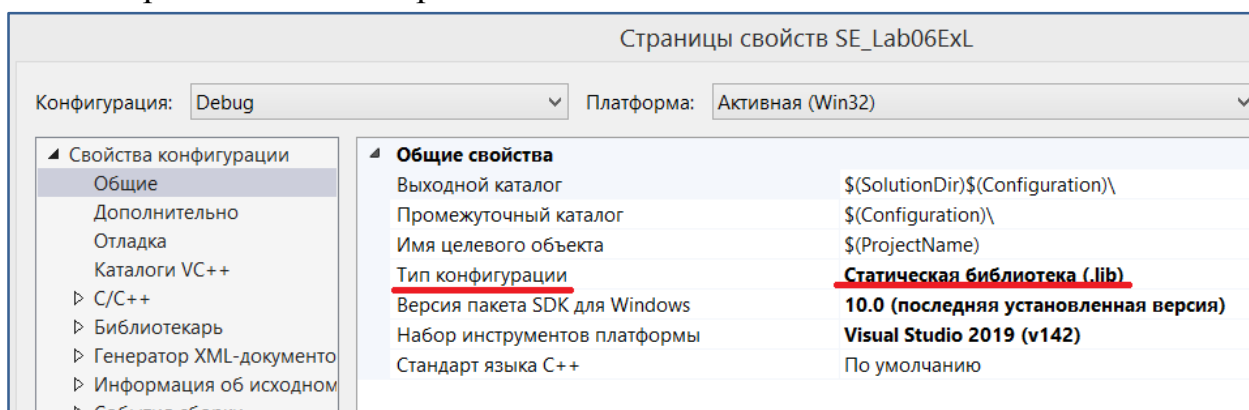 Страницы свойств SE_Lab06ExL
Конфигурация: Debug Платформа: Активная (Win32)
Свойства конфигурации
Общие
Дополнительно
Отладка
Каталоги VC++
C/C++
Библиотекарь
Генератор XML-документо
Информация об исходном
Общие свойства
Выходной каталог $(SolutionDir)$(Configuration)\
Промежуточный каталог $(Configuration)\
Имя целевого объекта $(ProjectName)
Тип конфигурации Статическая библиотека (.lib)
Версия пакета SDK для Windows 10.0 (последняя установленная версия)
Набор инструментов платформы Visual Studio 2019 (v142)
Стандарт языка C++ По умолчанию